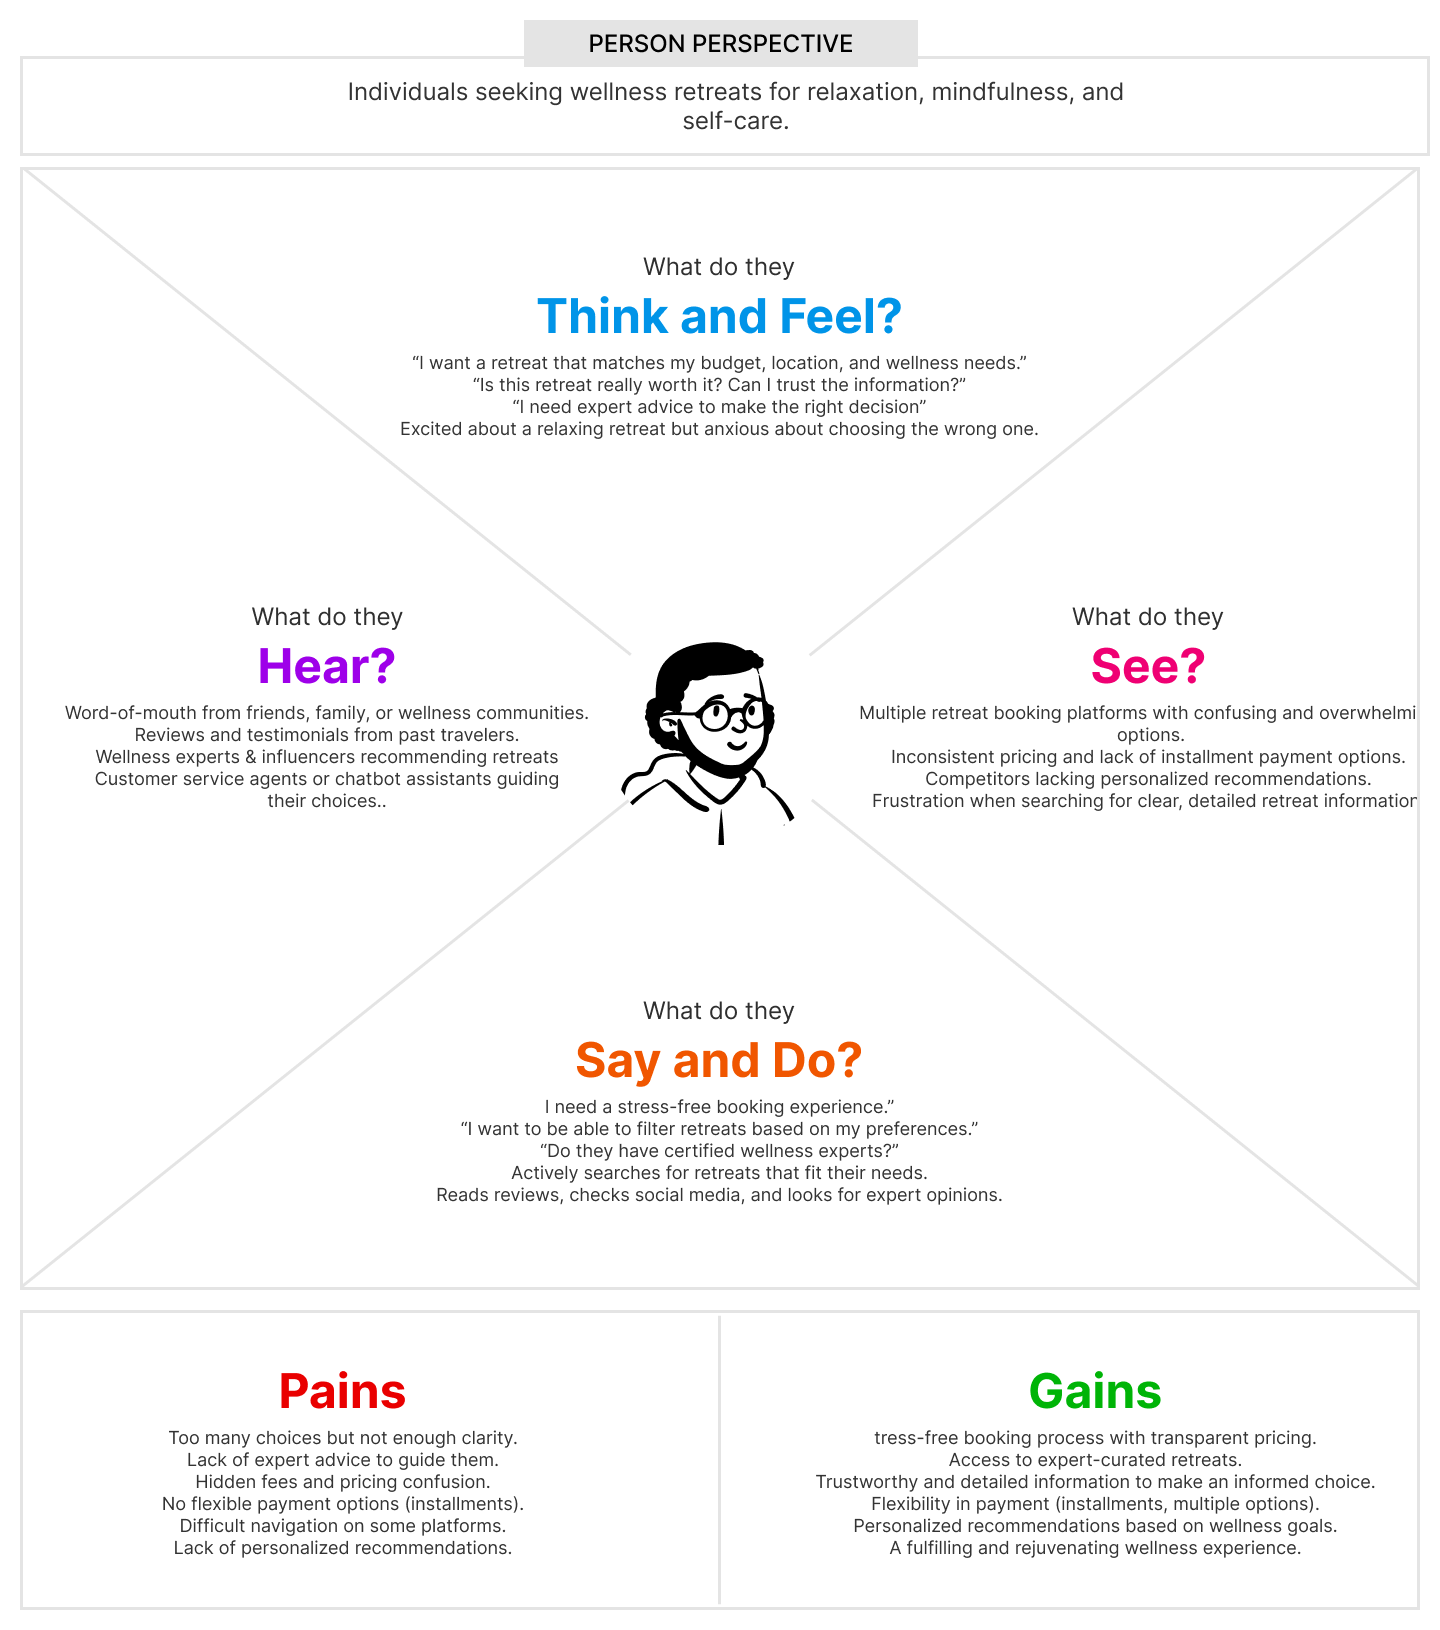 PERSON PERSPECTIVE
Individuals seeking wellness retreats for relaxation, mindfulness, and
self-care.
What do they
Think and Feel?
“I want a retreat that matches my budget, location, and wellness needs.”
“Is this retreat really worth it? Can I trust the information?”
“I need expert advice to make the right decision”
Excited about a relaxing retreat but anxious about choosing the wrong one.
What do they
Hear?
Word-of-mouth from friends, family, or wellness communities.
Reviews and testimonials from past travelers.
Wellness experts & influencers recommending retreats
Customer service agents or chatbot assistants guiding
their choices..
What do they
See?
Multiple retreat booking platforms with confusing and overwhelmi
options.
Inconsistent pricing and lack of installment payment options.
Competitors lacking personalized recommendations.
Frustration when searching for clear, detailed retreat information
What do they
Say and Do?
I need a stress-free booking experience.”
“I want to be able to filter retreats based on my preferences.”
“Do they have certified wellness experts?”
Actively searches for retreats that fit their needs.
Reads reviews, checks social media, and looks for expert opinions.
Pains
Too many choices but not enough clarity.
Lack of expert advice to guide them.
Hidden fees and pricing confusion.
No flexible payment options (installments).
Difficult navigation on some platforms.
Lack of personalized recommendations.
Gains
tress-free booking process with transparent pricing.
Access to expert-curated retreats.
Trustworthy and detailed information to make an informed choice.
Flexibility in payment (installments, multiple options).
Personalized recommendations based on wellness goals.
A fulfilling and rejuvenating wellness experience.